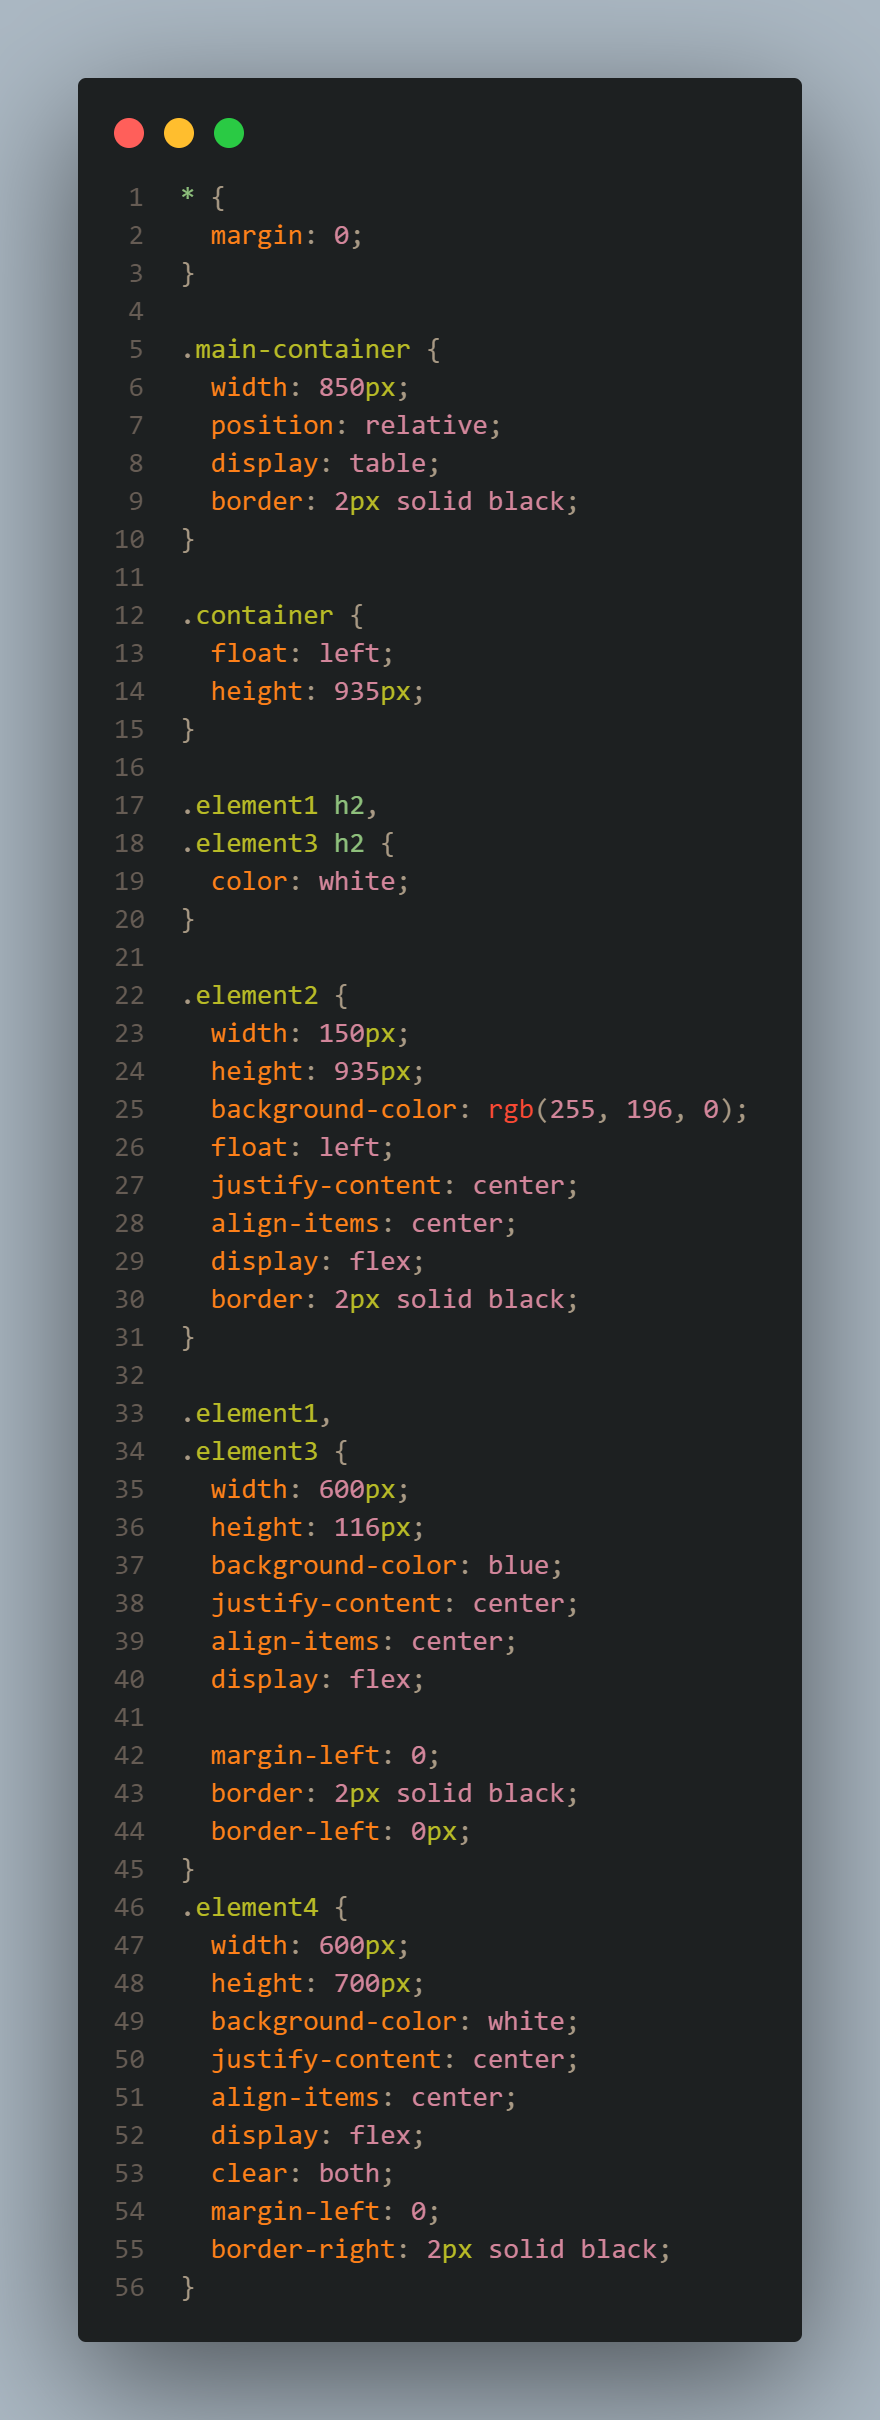 1 * {
2   margin: 0;
3 }
4
5 .main-container {
6   width: 850px;
7   position: relative;
8   display: table;
9   border: 2px solid black;
10 }
11
12 .container {
13   float: left;
14   height: 935px;
15 }
16
17 .element1 h2,
18 .element3 h2 {
19   color: white;
20 }
21
22 .element2 {
23   width: 150px;
24   height: 935px;
25   background-color: rgb(255, 196, 0);
26   float: left;
27   justify-content: center;
28   align-items: center;
29   display: flex;
30   border: 2px solid black;
31 }
32
33 .element1,
34 .element3 {
35   width: 600px;
36   height: 116px;
37   background-color: blue;
38   justify-content: center;
39   align-items: center;
40   display: flex;
41
42   margin-left: 0;
43   border: 2px solid black;
44   border-left: 0px;
45 }
46 .element4 {
47   width: 600px;
48   height: 700px;
49   background-color: white;
50   justify-content: center;
51   align-items: center;
52   display: flex;
53   clear: both;
54   margin-left: 0;
55   border-right: 2px solid black;
56 }